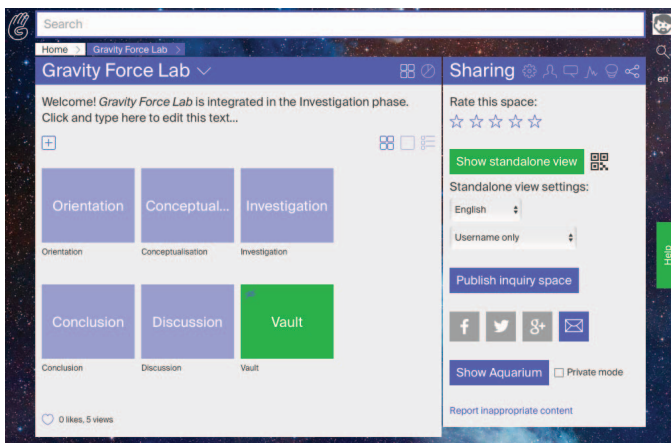 Search
Home
Gravity Force Lab
Gravity Force Lab
Welcome! Gravity Force Lab is integrated in the Investigation phase.
Click and type here to edit this text...
Orientation
Conceptual...
Investigation
Orientation
Conceptualisation
Investigation
Conclusion
Discussion
Vault
Conclusion
Discussion
Vault
0 likes, 5 views
Sharing
Rate this space:
Show standalone view
Standalone view settings:
English
Username only
Publish inquiry space
f
g+
Show Aquarium
Private mode
Report inappropriate content
eri
Help